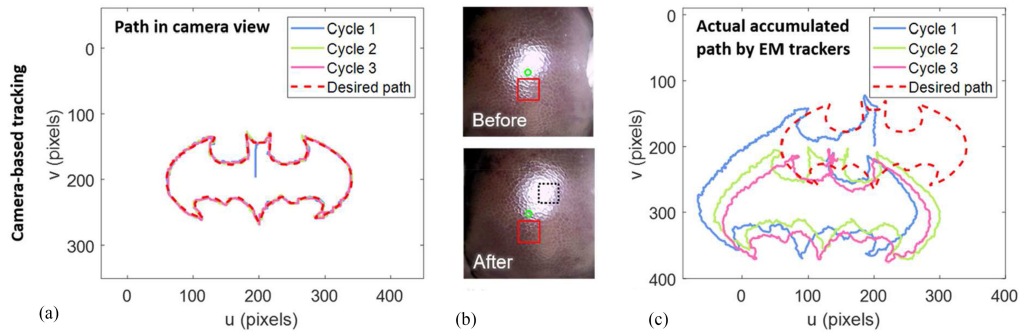 Camera-based tracking
Path in camera view
Cycle 1
Cycle 2
Cycle 3
Desired path
0
100
200
300
v (pixels)
0
100
200
300
400
u (pixels)
(a)
Before
After
(b)
Actual accumulated
path by EM trackers
Cycle 1
Cycle 2
Cycle 3
Desired path
0
100
200
300
400
v (pixels)
0
100
200
300
400
u (pixels)
(c)